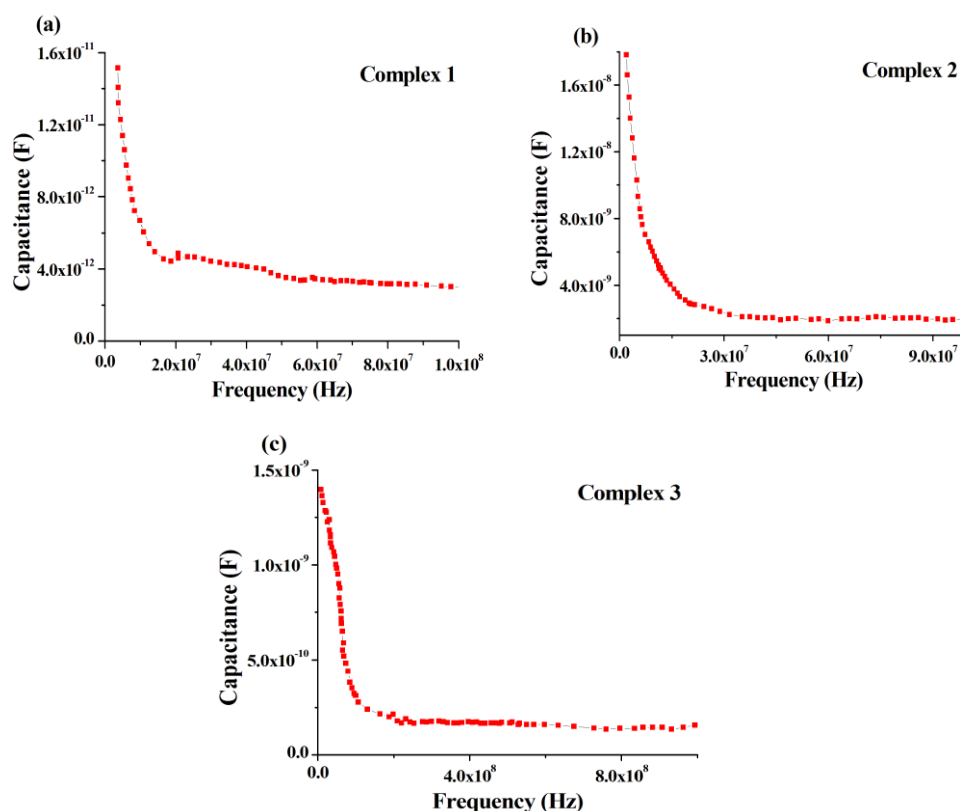 (a)
Complex 1
Capacitance (F)
1.6x10⁻¹¹
1.2x10⁻¹¹
8.0x10⁻¹²
4.0x10⁻¹²
0.0
0.0 2.0x10⁷ 4.0x10⁷ 6.0x10⁷ 8.0x10⁷ 1.0x10⁸
Frequency (Hz)
(b)
Complex 2
Capacitance (F)
1.6x10⁻⁸
1.2x10⁻⁸
8.0x10⁻⁹
4.0x10⁻⁹
0.0 3.0x10⁷ 6.0x10⁷ 9.0x10⁷
Frequency (Hz)
(c)
Complex 3
Capacitance (F)
1.5x10⁻⁹
1.0x10⁻⁹
5.0x10⁻¹⁰
0.0
0.0 4.0x10⁸ 8.0x10⁸
Frequency (Hz)